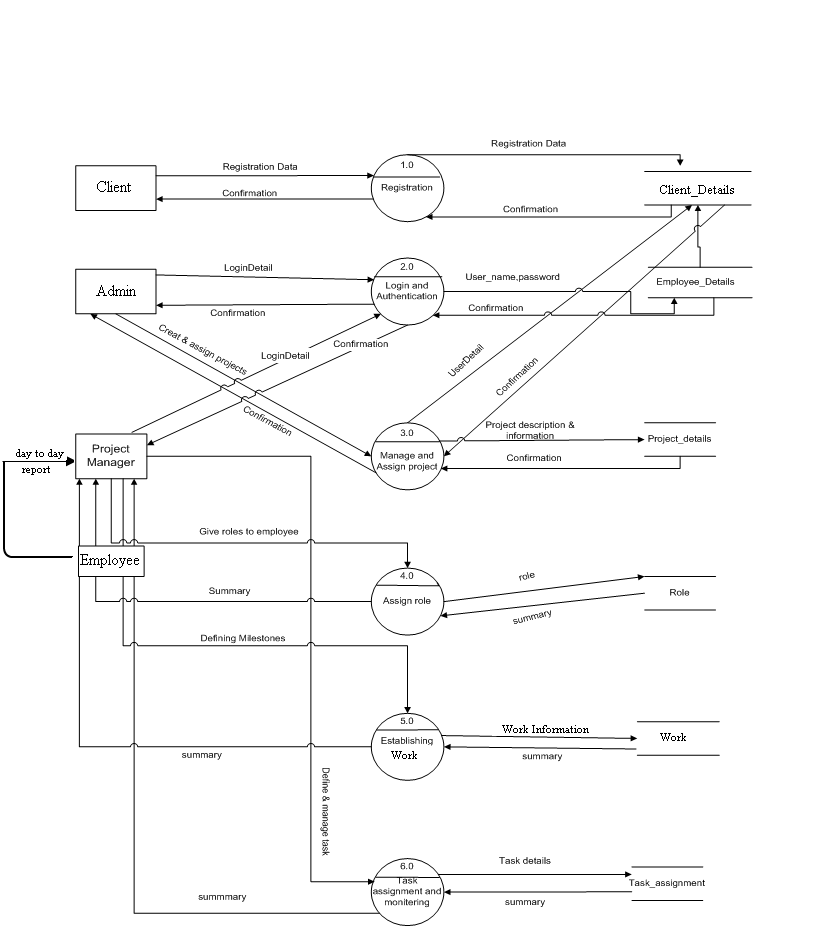 Registration Data
1.0
Registration Data
Client
Registration
Client_Details
Confirmation
Confirmation
2.0
LoginDetail
User_name,password
Admin
Login and
Authentication
Employee_Details
Confirmation
Confirmation
Creat & assign projects
LoginDetail
Confirmation
UserDetail
Confirmation
Confirmation
3.0
Project description &
information
Project
Manager
Manage and
Assign project
Project_details
Confirmation
day to day
report
Give roles to employee
Employee
4.0
role
Summary
Assign role
Role
summary
Defining Milestones
5.0
Work Information
Establishing
Work
Work
summary
summary
Define & manage task
6.0
Task details
Task
assignment and
monitering
Task_assignment
summmary
summary